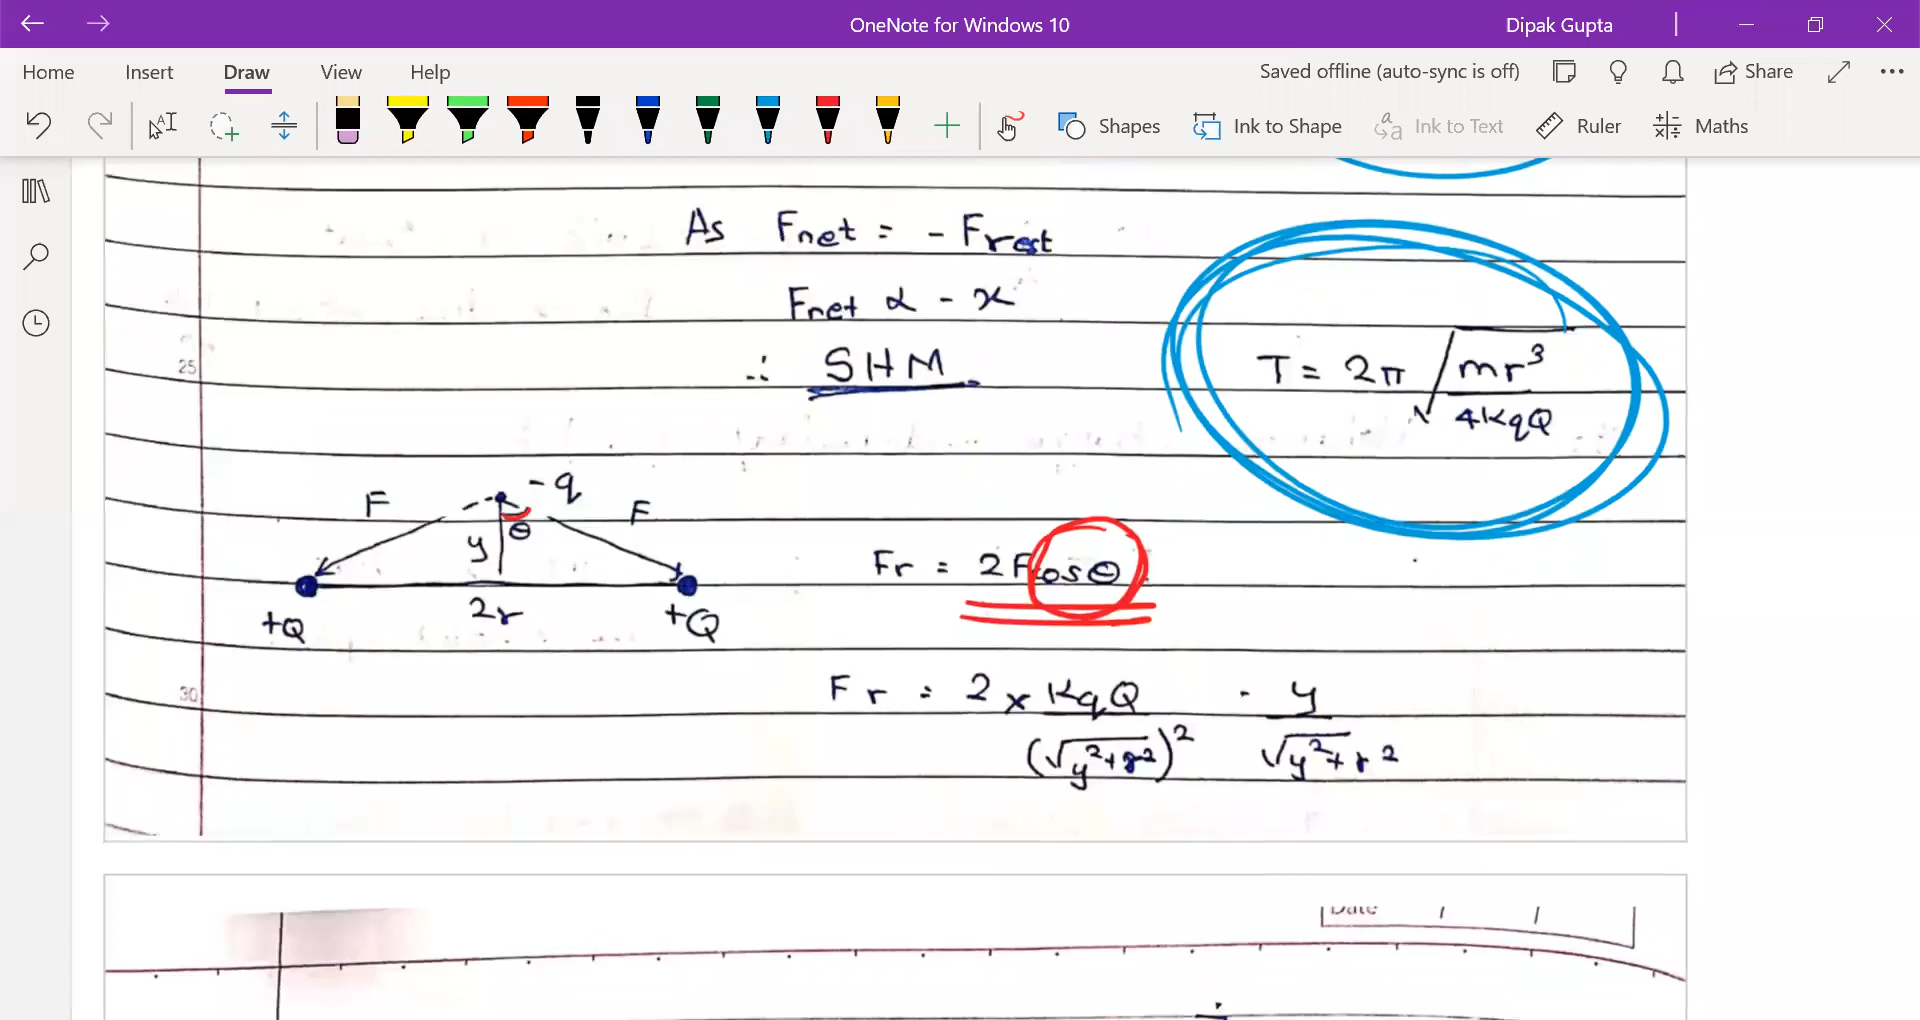 OneNote for Windows 10
Dipak Gupta
Home Insert Draw View Help
Saved offline (auto-sync is off)
Share
Shapes Ink to Shape Ink to Text Ruler Maths
As Fnet = - Frest
Fnet α - x
25
∴ SHM
T = 2π √(mr³/4KqQ)
-q
F F
θ
y
Fr = 2Fcosθ
2r
+Q +Q
30
Fr = 2 x KqQ/(√y²+r²)² · y/√y²+r²
Date / /